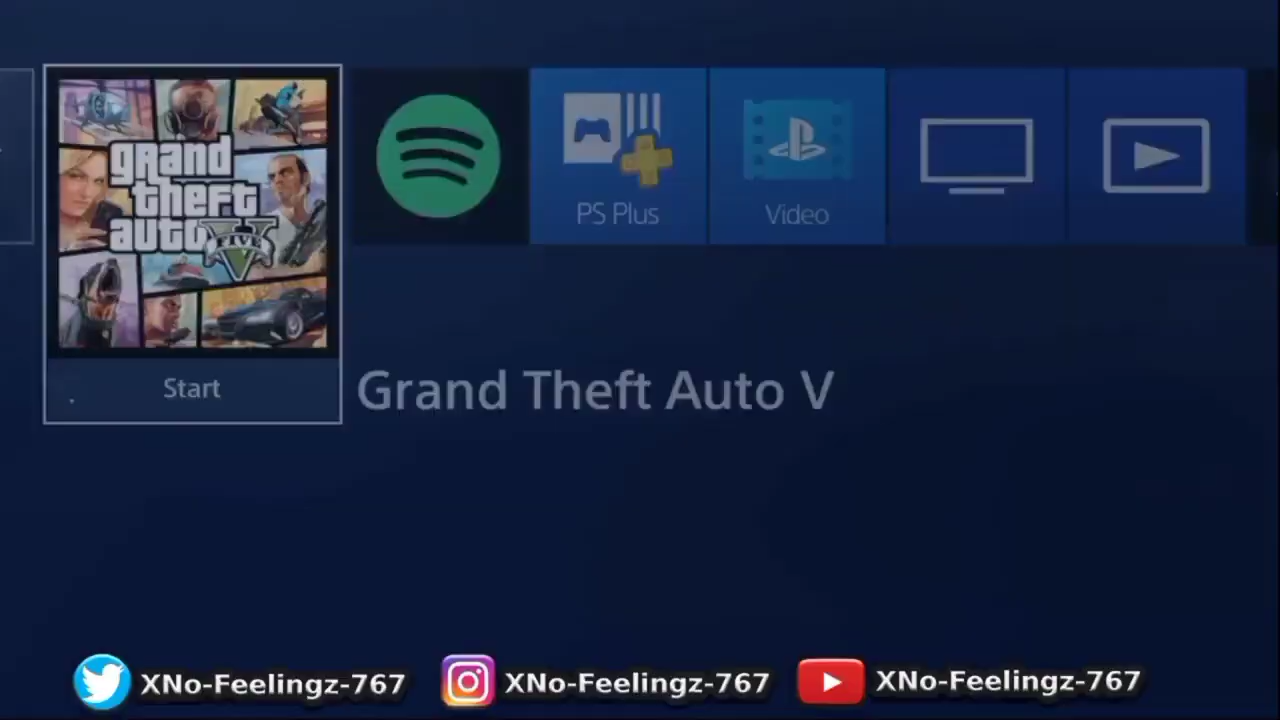 grand
theft
auto
FIVE
V
PS Plus
Video
Start
Grand Theft Auto V
XNo-Feelingz-767
XNo-Feelingz-767
XNo-Feelingz-767